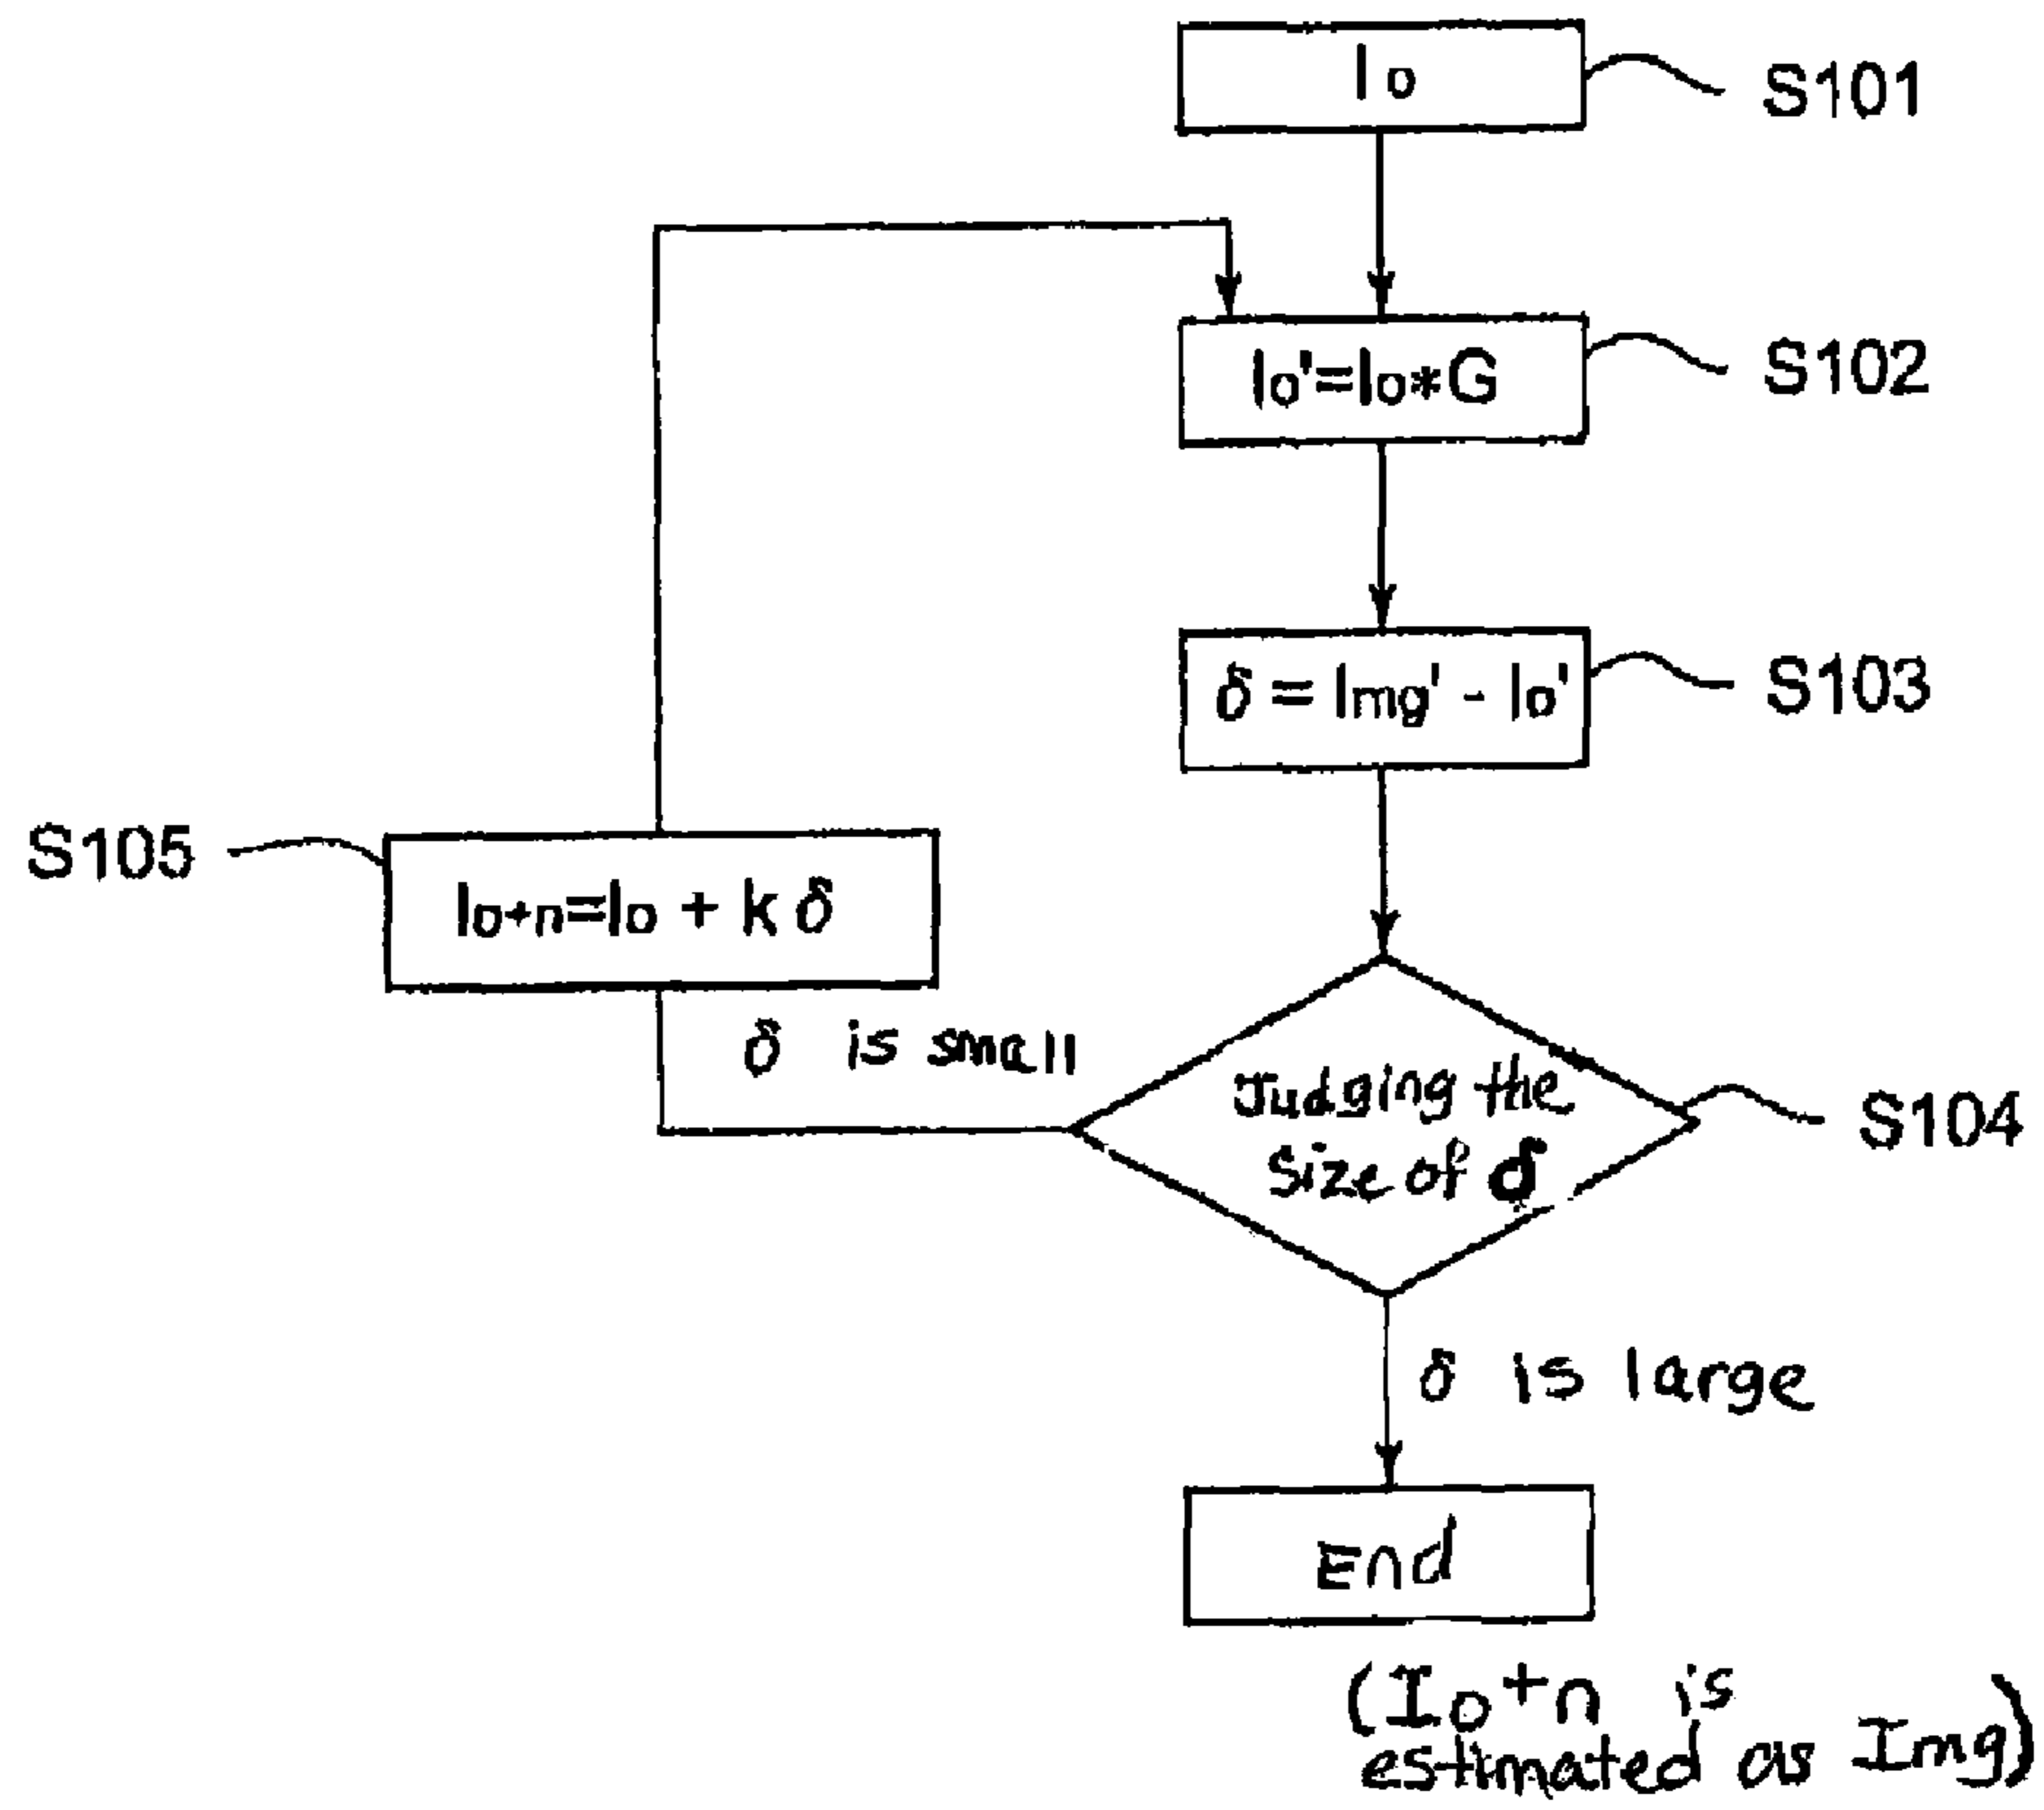 Io
S101
Io'=Io*G
S102
δ = Img' - Io'
S103
S105
Io+n=Io + k δ
δ is small
Judging the
Size of δ
S104
δ is large
End
(Io+n is
estimated as Img)